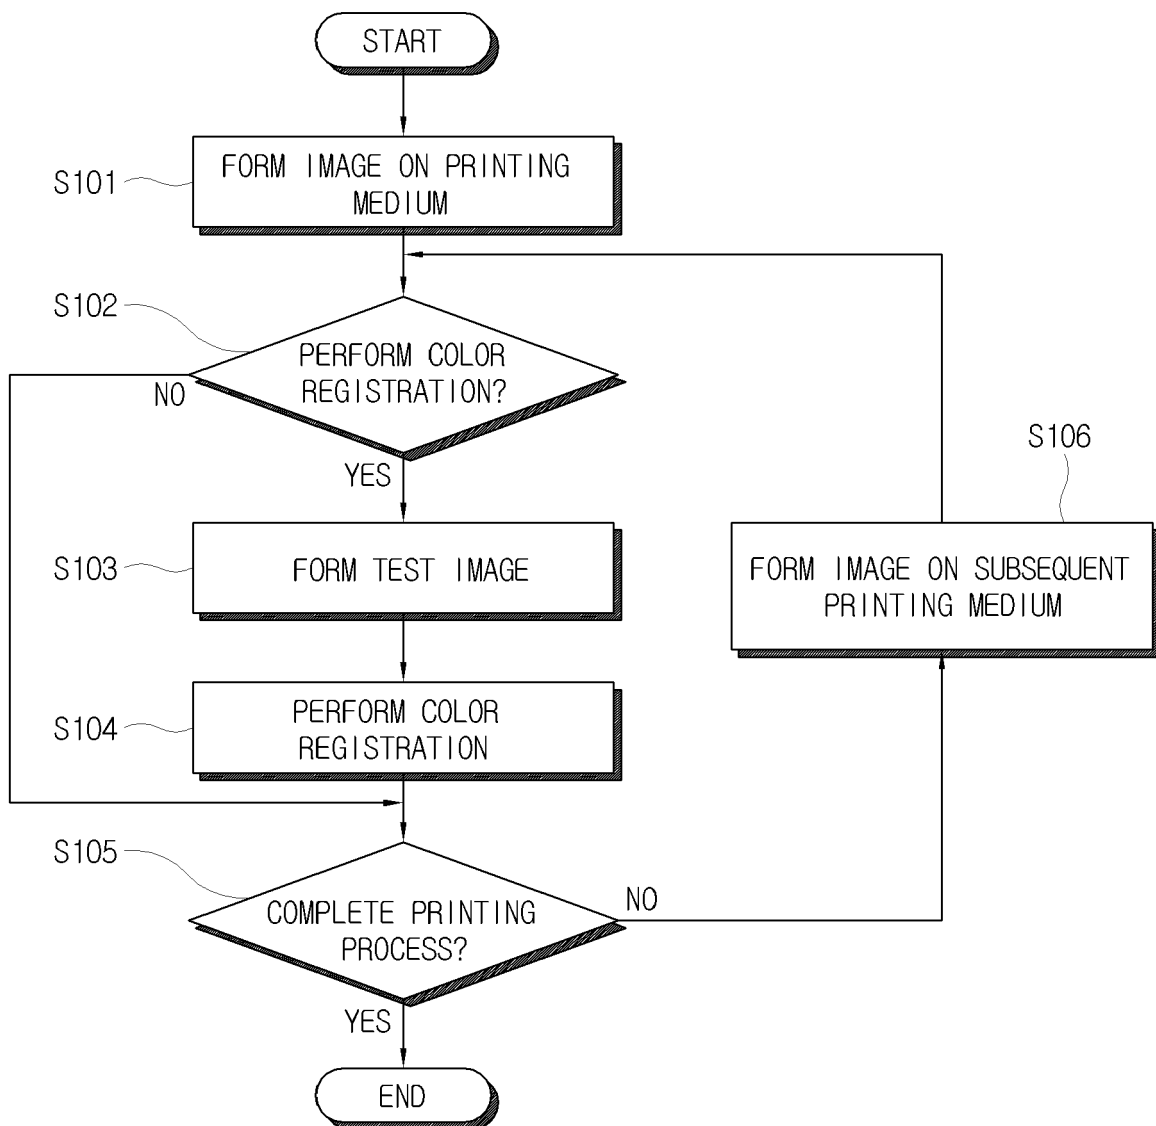 START
S101
FORM IMAGE ON PRINTING
MEDIUM
S102
PERFORM COLOR
REGISTRATION?
NO
YES
S106
S103
FORM TEST IMAGE
FORM IMAGE ON SUBSEQUENT
PRINTING MEDIUM
S104
PERFORM COLOR
REGISTRATION
S105
COMPLETE PRINTING
PROCESS?
NO
YES
END